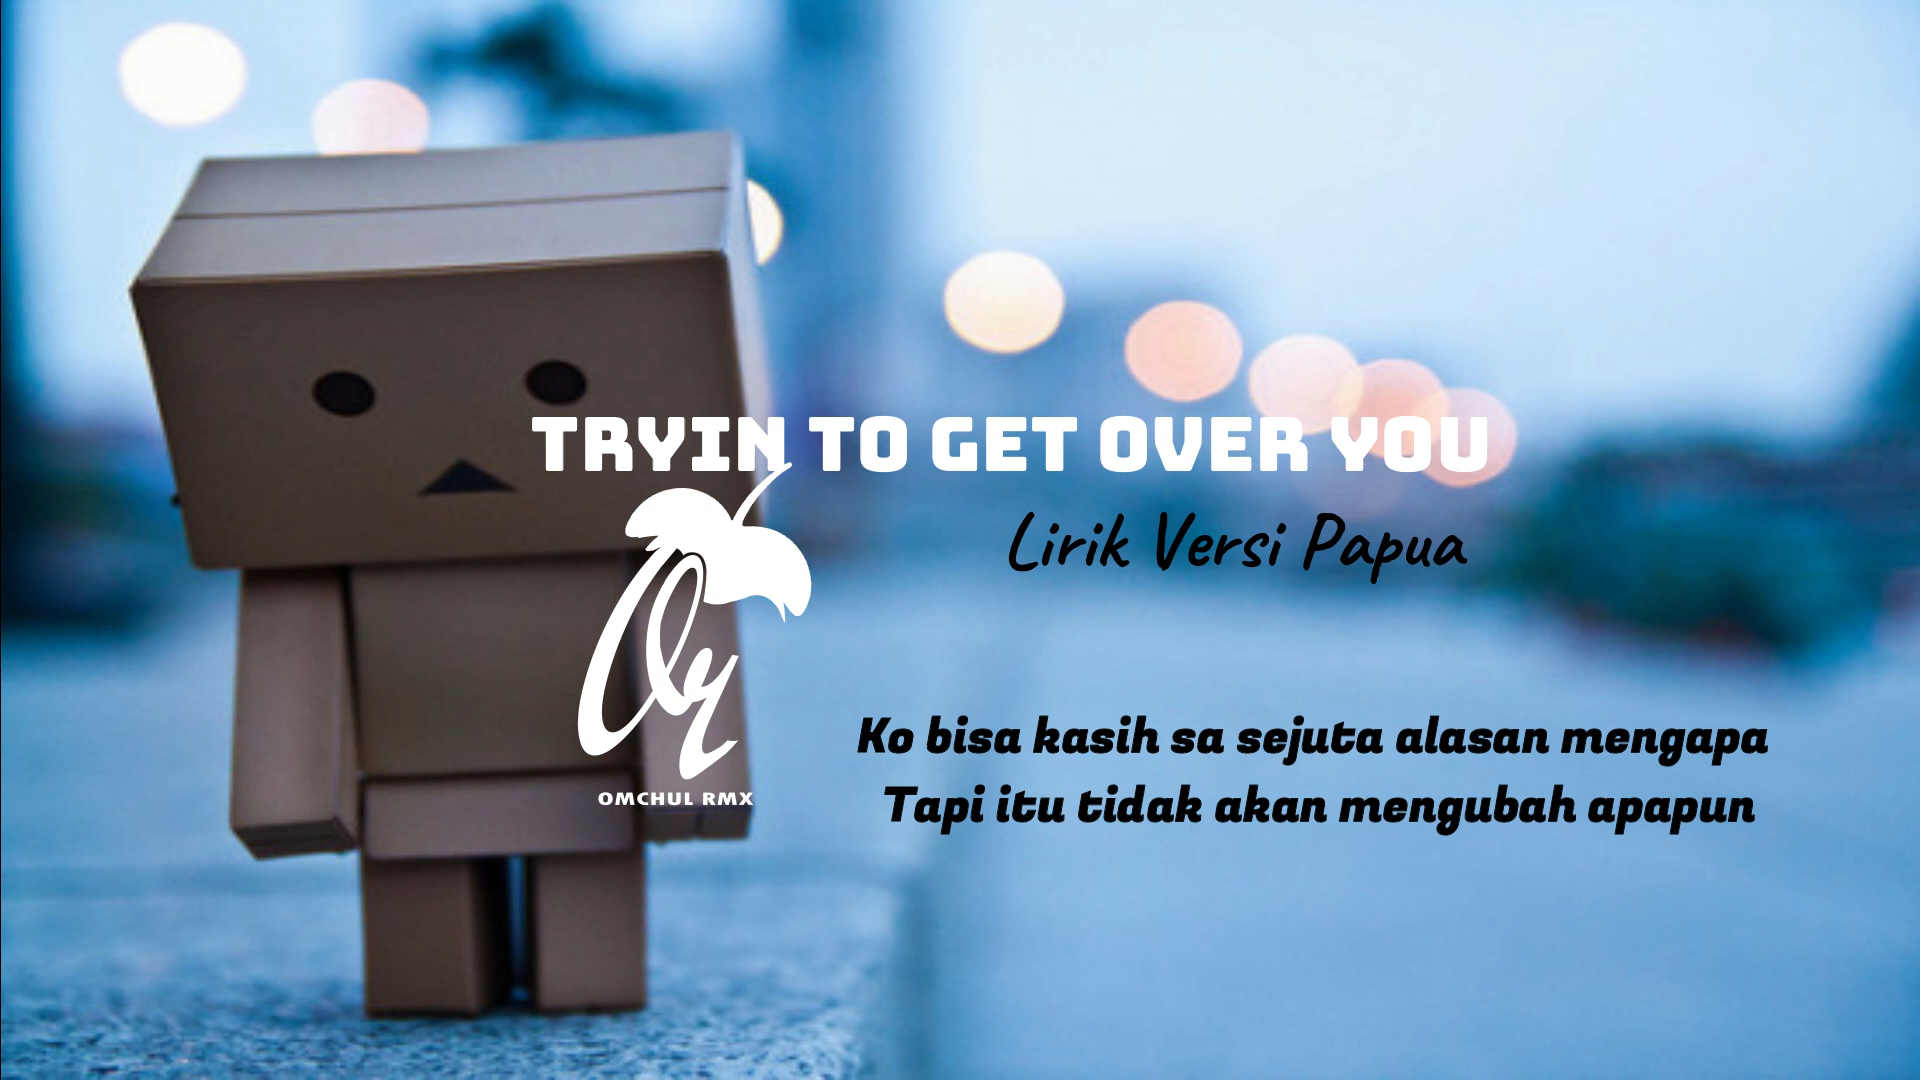 TRYIN TO GET OVER YOU
Lirik Versi Papua
Oy
OMCHUL RMX
Ko bisa kasih sa sejuta alasan mengapa
Tapi itu tidak akan mengubah apapun